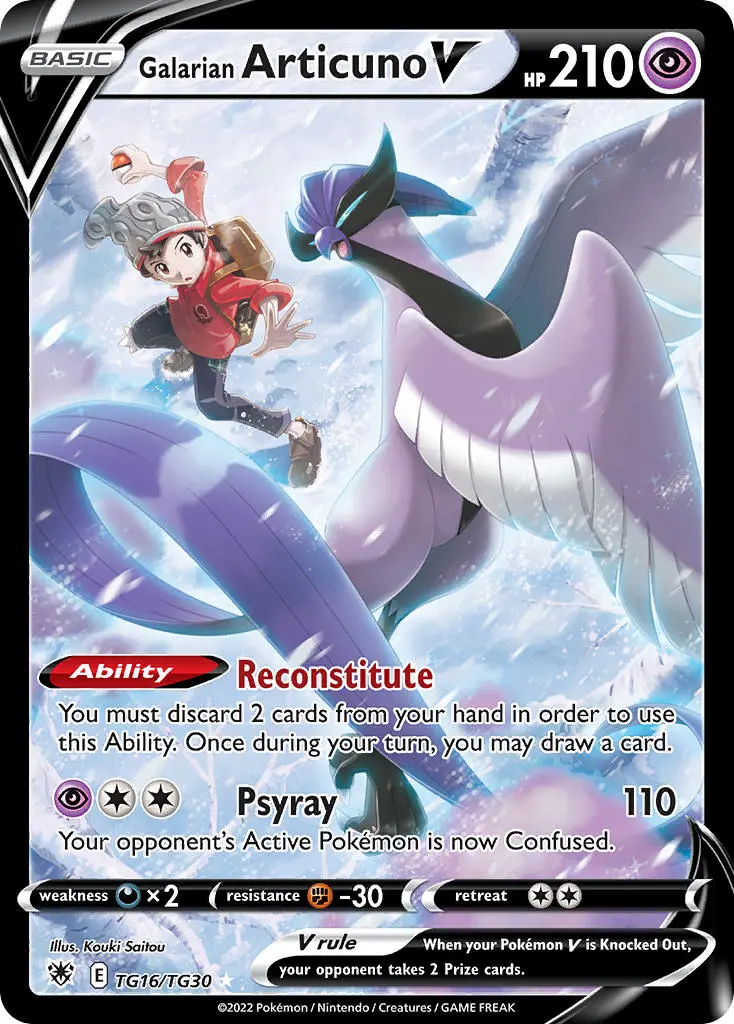 BASIC
Galarian Articuno V
HP 210
Ability Reconstitute
You must discard 2 cards from your hand in order to use
this Ability. Once during your turn, you may draw a card.
Psyray 110
Your opponent's Active Pokémon is now Confused.
weakness ×2 resistance -30 retreat
Illus. Kouki Saitou
V rule When your Pokémon V is Knocked Out,
your opponent takes 2 Prize cards.
E TG16/TG30
©2022 Pokémon / Nintendo / Creatures / GAME FREAK